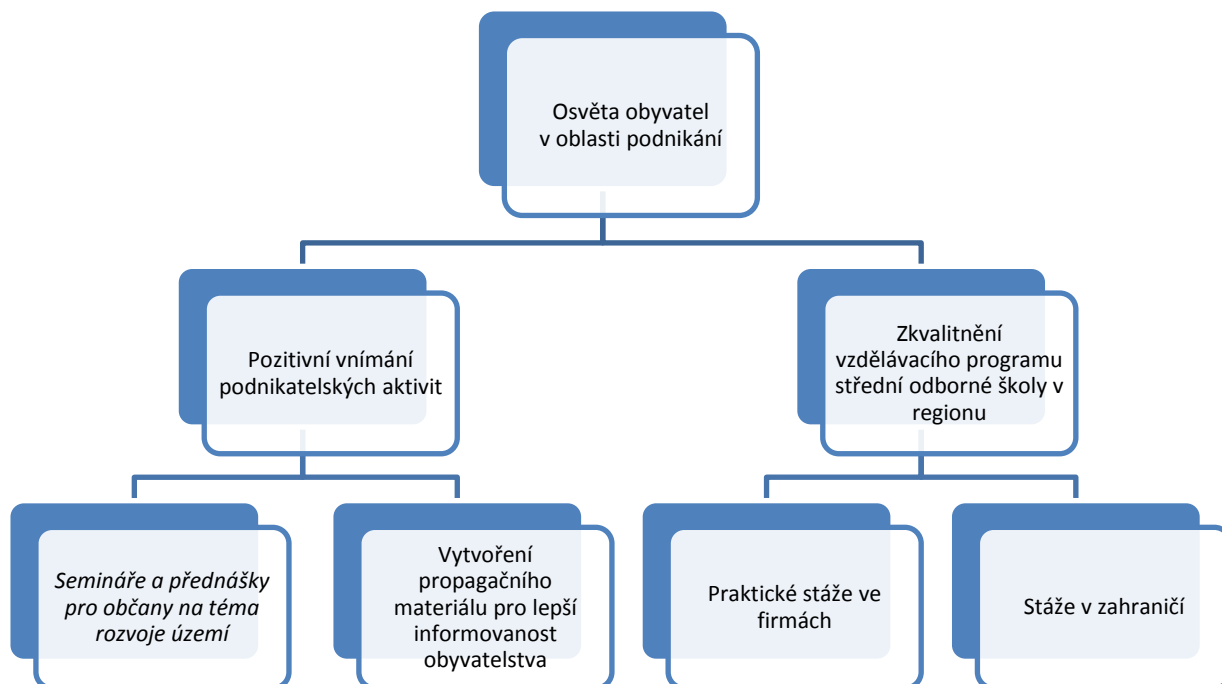 Osvěta obyvatel
v oblasti podnikání
Pozitivní vnímání
podnikatelských aktivit
Zkvalitnění
vzdělávacího programu
střední odborné školy v
regionu
Semináře a přednášky
pro občany na téma
rozvoje území
Vytvoření
propagačního
materiálu pro lepší
informovanost
obyvatelstva
Praktické stáže ve
firmách
Stáže v zahraničí